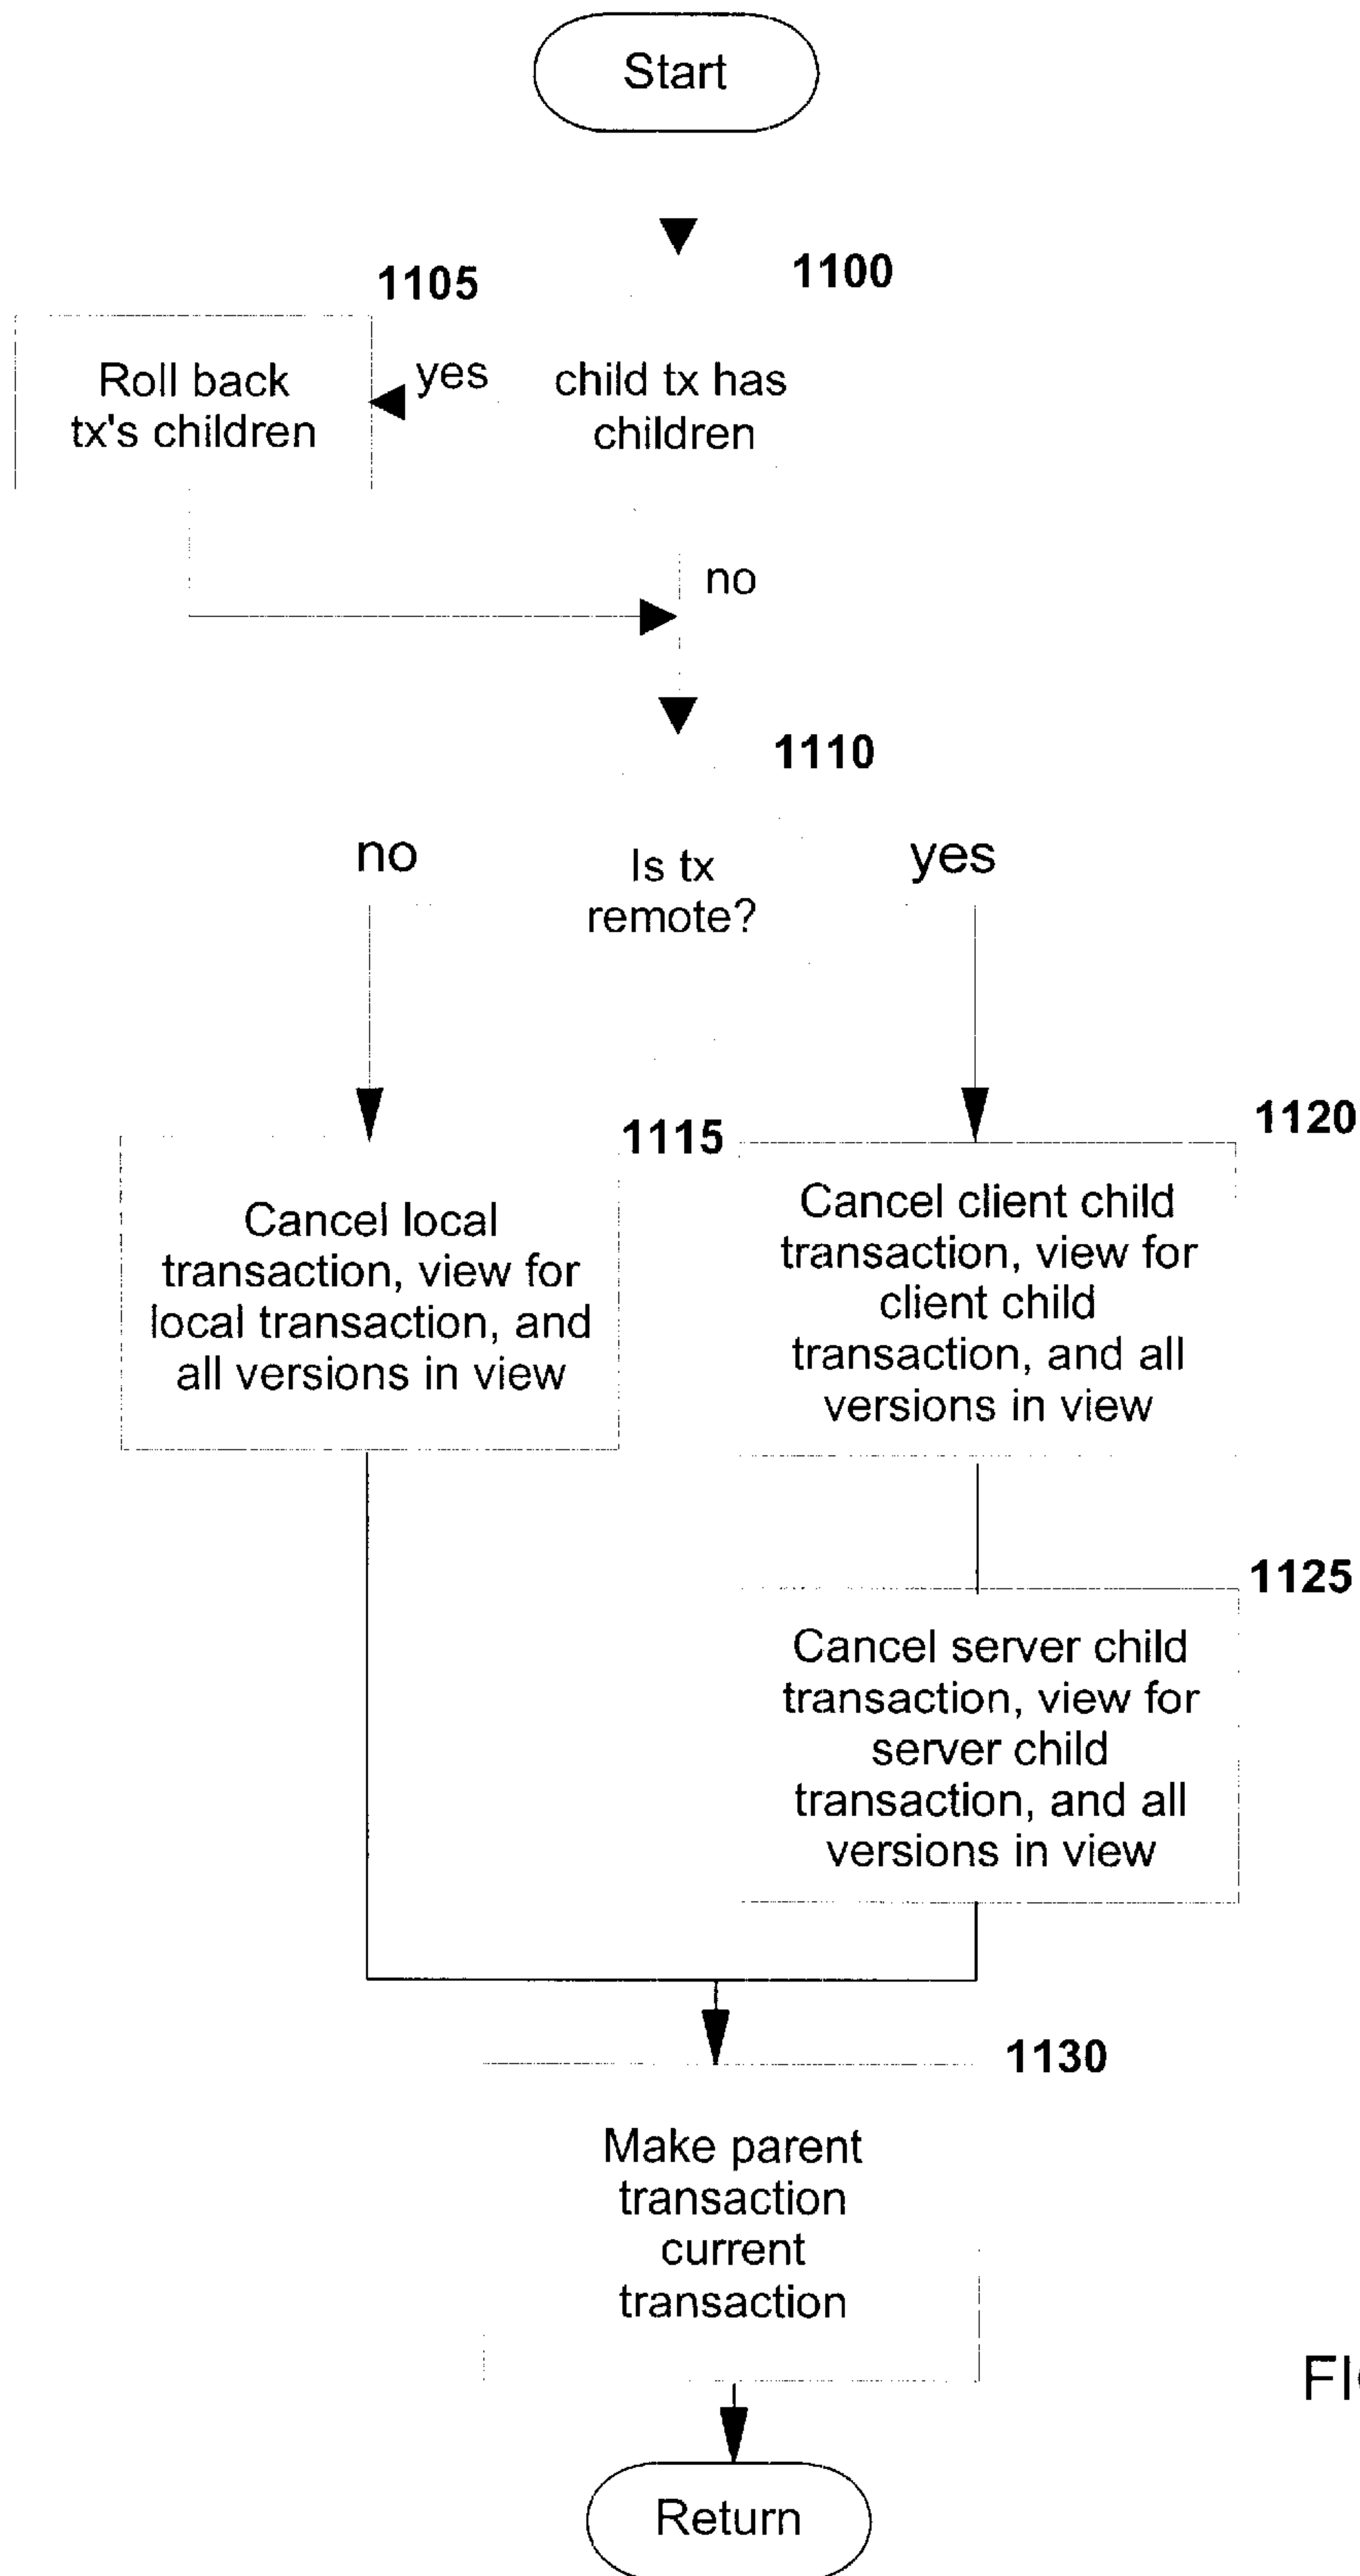 Start
1100
1105
child tx has
children
yes
Roll back
tx's children
no
1110
Is tx
remote?
no
yes
1115
Cancel local
transaction, view for
local transaction, and
all versions in view
1120
Cancel client child
transaction, view for
client child
transaction, and all
versions in view
1125
Cancel server child
transaction, view for
server child
transaction, and all
versions in view
1130
Make parent
transaction
current
transaction
Return